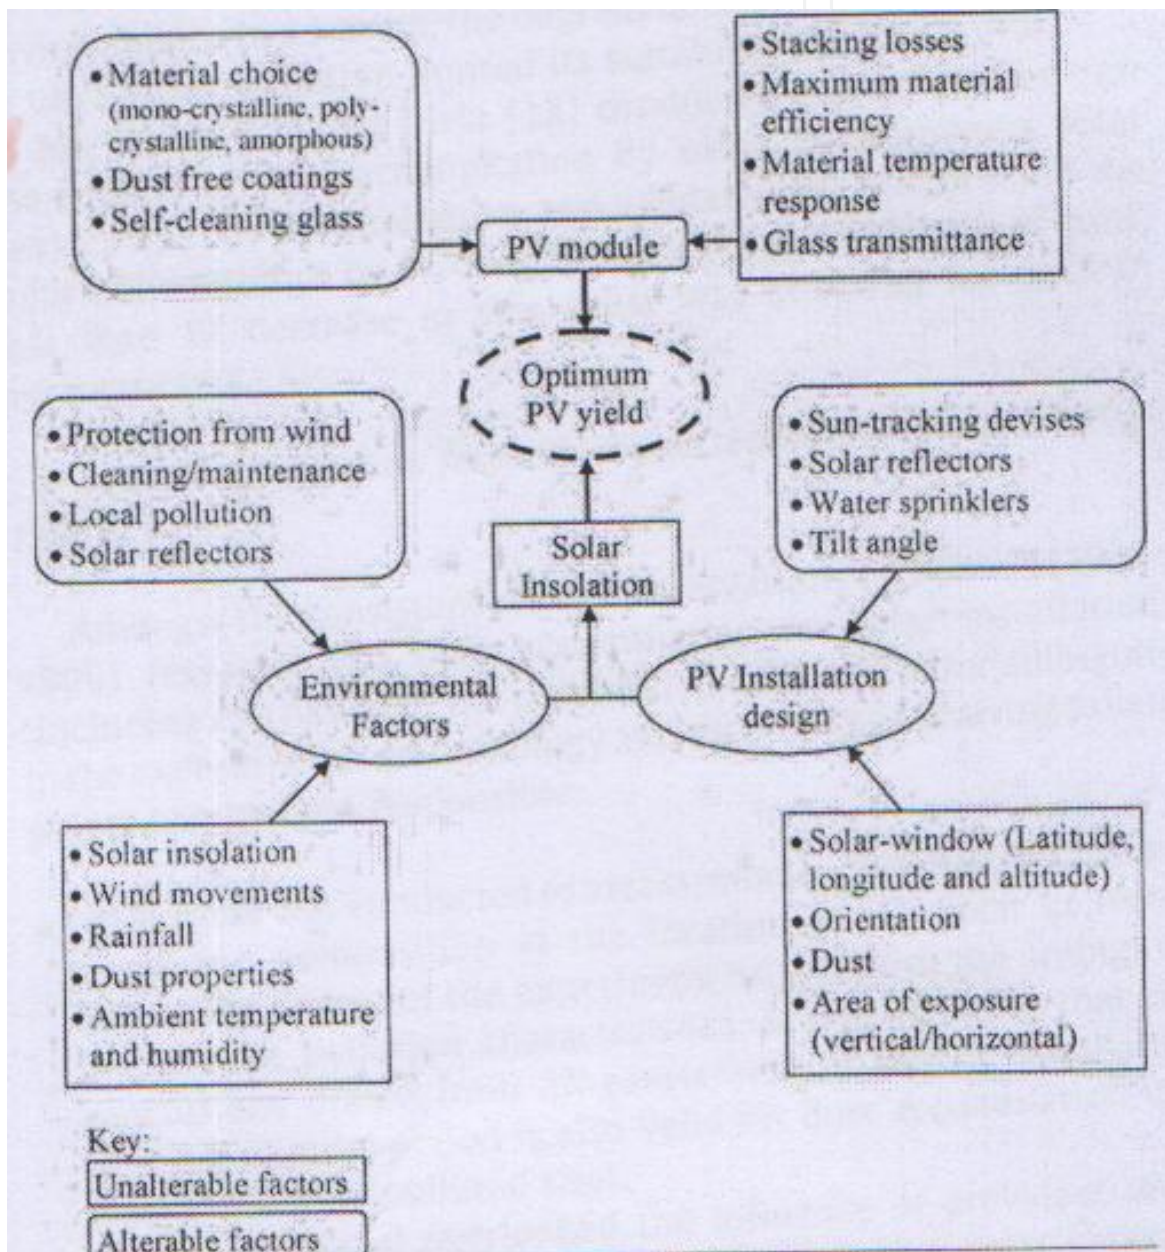 • Material choice
(mono-crystalline, poly-
crystalline, amorphous)
• Dust free coatings
• Self-cleaning glass
• Stacking losses
• Maximum material
efficiency
• Material temperature
response
• Glass transmittance
PV module
Optimum
PV yield
• Protection from wind
• Cleaning/maintenance
• Local pollution
• Solar reflectors
• Sun-tracking devises
• Solar reflectors
• Water sprinklers
• Tilt angle
Solar
Insolation
Environmental
Factors
PV Installation
design
• Solar insolation
• Wind movements
• Rainfall
• Dust properties
• Ambient temperature
and humidity
• Solar-window (Latitude,
longitude and altitude)
• Orientation
• Dust
• Area of exposure
(vertical/horizontal)
Key:
Unalterable factors
Alterable factors